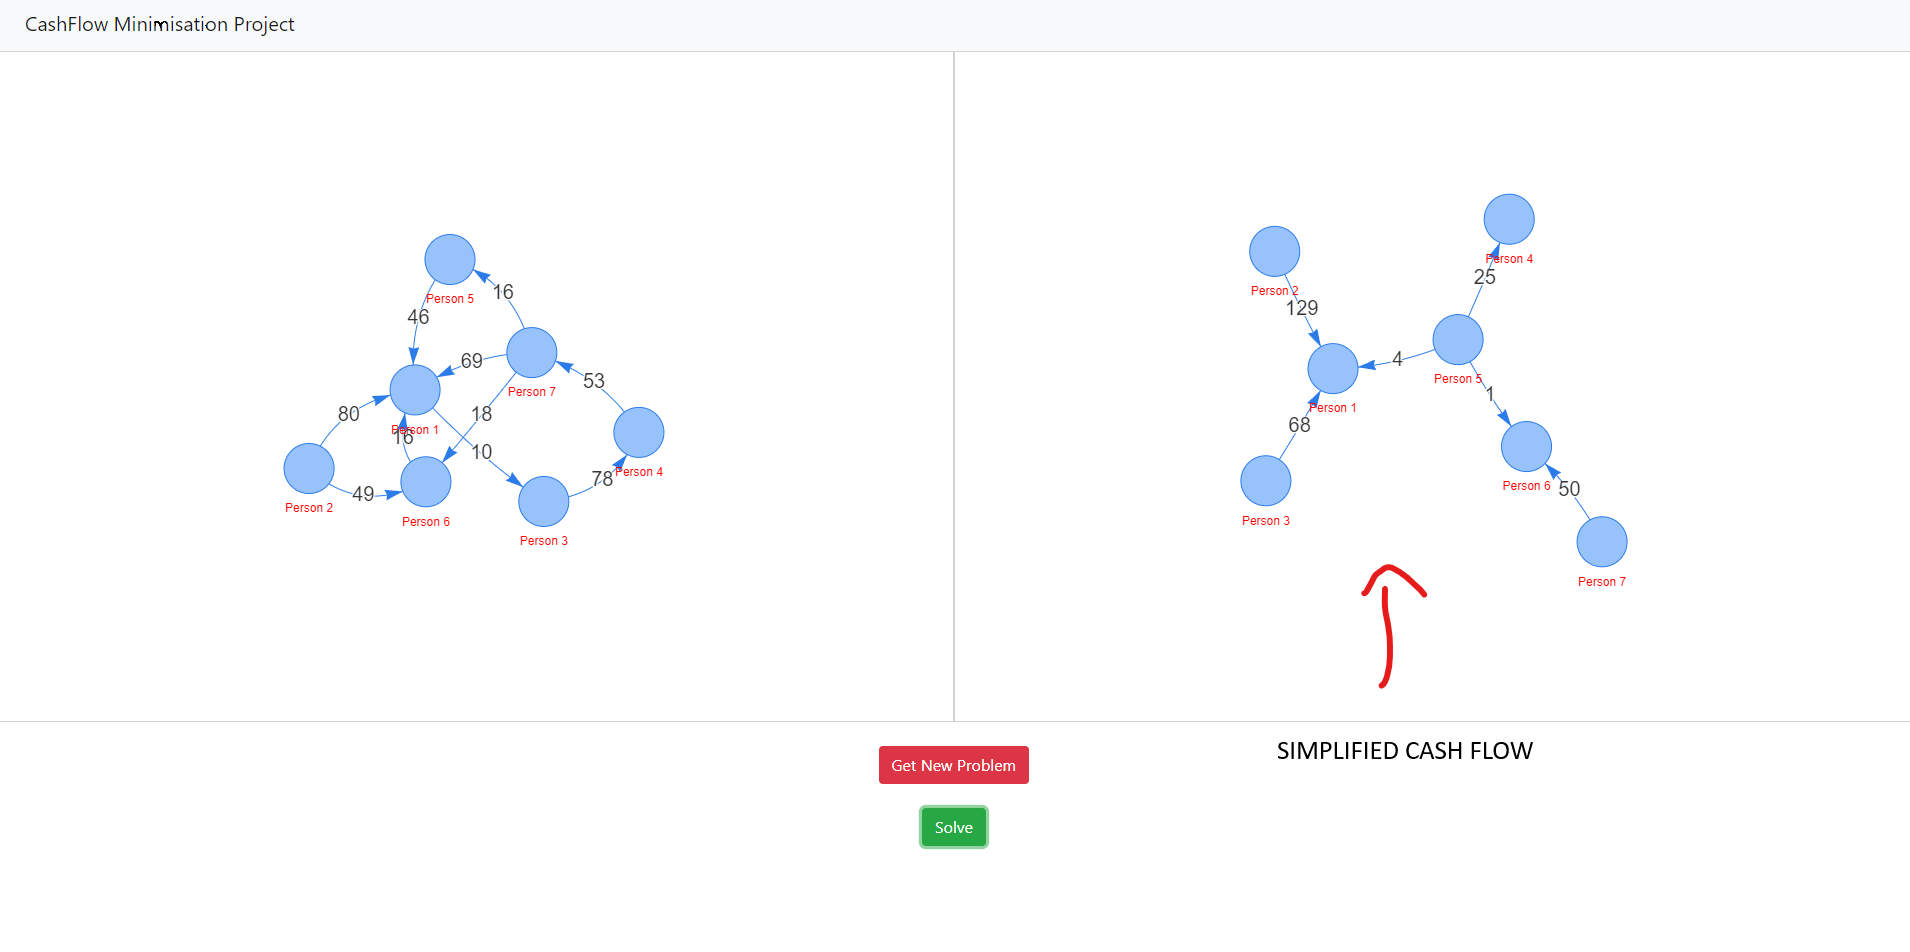 CashFlow Minimisation Project
Person 5
16
46
69
Person 7
53
80
18
Person 1
16
10
Person 4
78
49
Person 2
Person 6
Person 3
Person 4
25
Person 2
129
4
Person 5
1
Person 1
68
Person 6
50
Person 3
Person 7
Get New Problem
SIMPLIFIED CASH FLOW
Solve